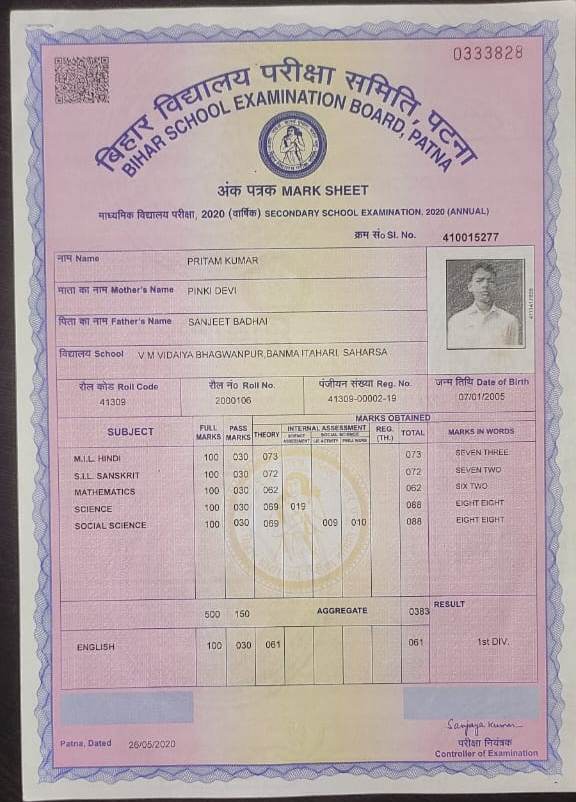 0333828
बिहार विद्यालय परीक्षा समिति, पटना
BIHAR SCHOOL EXAMINATION BOARD, PATNA
अंक पत्रक MARK SHEET
माध्यमिक विद्यालय परीक्षा, 2020 (वार्षिक) SECONDARY SCHOOL EXAMINATION, 2020 (ANNUAL)
क्रम सं० Sl. No. 410015277
नाम Name PRITAM KUMAR
माता का नाम Mother's Name PINKI DEVI
पिता का नाम Father's Name SANJEET BADHAI
विद्यालय School V M VIDAIYA BHAGWANPUR,BANMA ITAHARI, SAHARSA
रौल कोड Roll Code रौल नं० Roll No. पंजीयन संख्या Reg. No. जन्म तिथि Date of Birth
41309 2000106 41309-00002-19 07/01/2005
MARKS OBTAINED
SUBJECT FULL MARKS PASS MARKS THEORY INTERNAL ASSESSMENT REG. (TH.) TOTAL MARKS IN WORDS
SCIENCE ASSESSMENT SOCIAL SCIENCE
M.I.L. HINDI 100 030 073 073 SEVEN THREE
S.I.L. SANSKRIT 100 030 072 072 SEVEN TWO
MATHEMATICS 100 030 062 062 SIX TWO
SCIENCE 100 030 069 019 088 EIGHT EIGHT
SOCIAL SCIENCE 100 030 069 009 010 088 EIGHT EIGHT
500 150 AGGREGATE 0383 RESULT
ENGLISH 100 030 061 061 1st DIV.
Sanjaya Kumar
Patna, Dated 26/05/2020 परीक्षा नियंत्रक
Controller of Examination